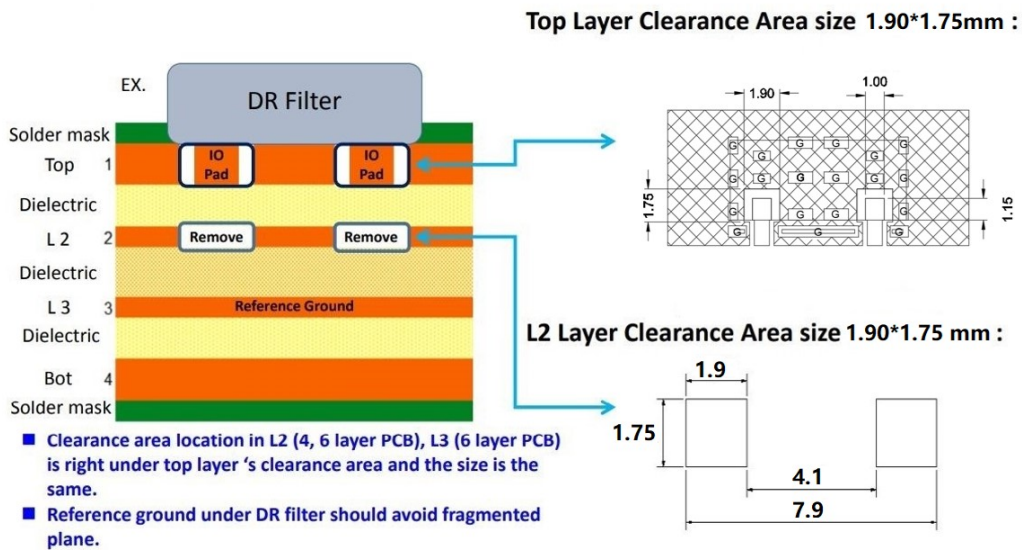 Top Layer Clearance Area size 1.90*1.75mm :
EX.
DR Filter
Solder mask
Top 1
IO Pad
IO Pad
Dielectric
L 2 2
Remove
Remove
Dielectric
L 3 3
Reference Ground
Dielectric
Bot 4
Solder mask
1.90
1.00
1.75
1.15
G G G G
G G
G G G G G G
G G G G
G G G
L2 Layer Clearance Area size 1.90*1.75 mm :
1.9
1.75
4.1
7.9
Clearance area location in L2 (4, 6 layer PCB), L3 (6 layer PCB)
is right under top layer ‘s clearance area and the size is the
same.
Reference ground under DR filter should avoid fragmented
plane.